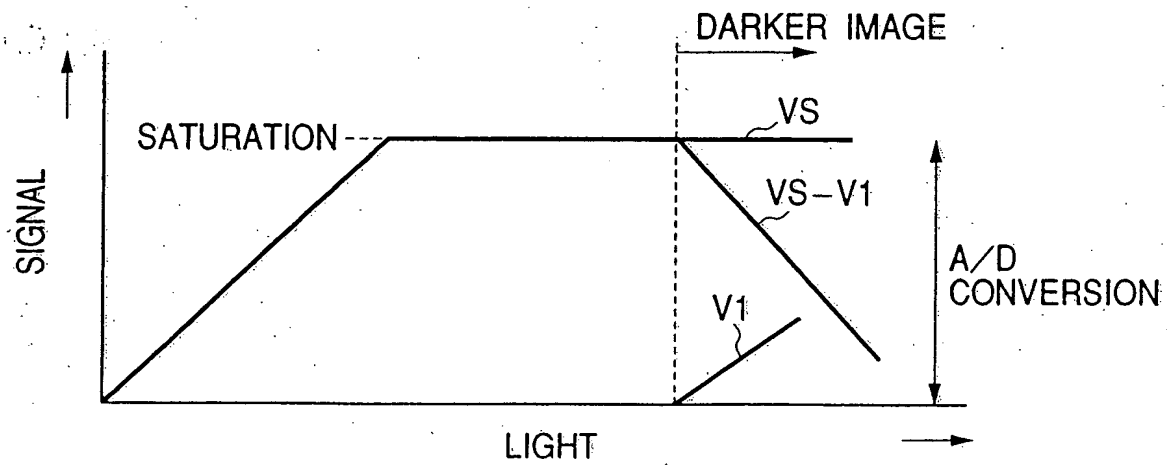 DARKER IMAGE
VS
SATURATION
VS-V1
SIGNAL
A/D
CONVERSION
V1
LIGHT